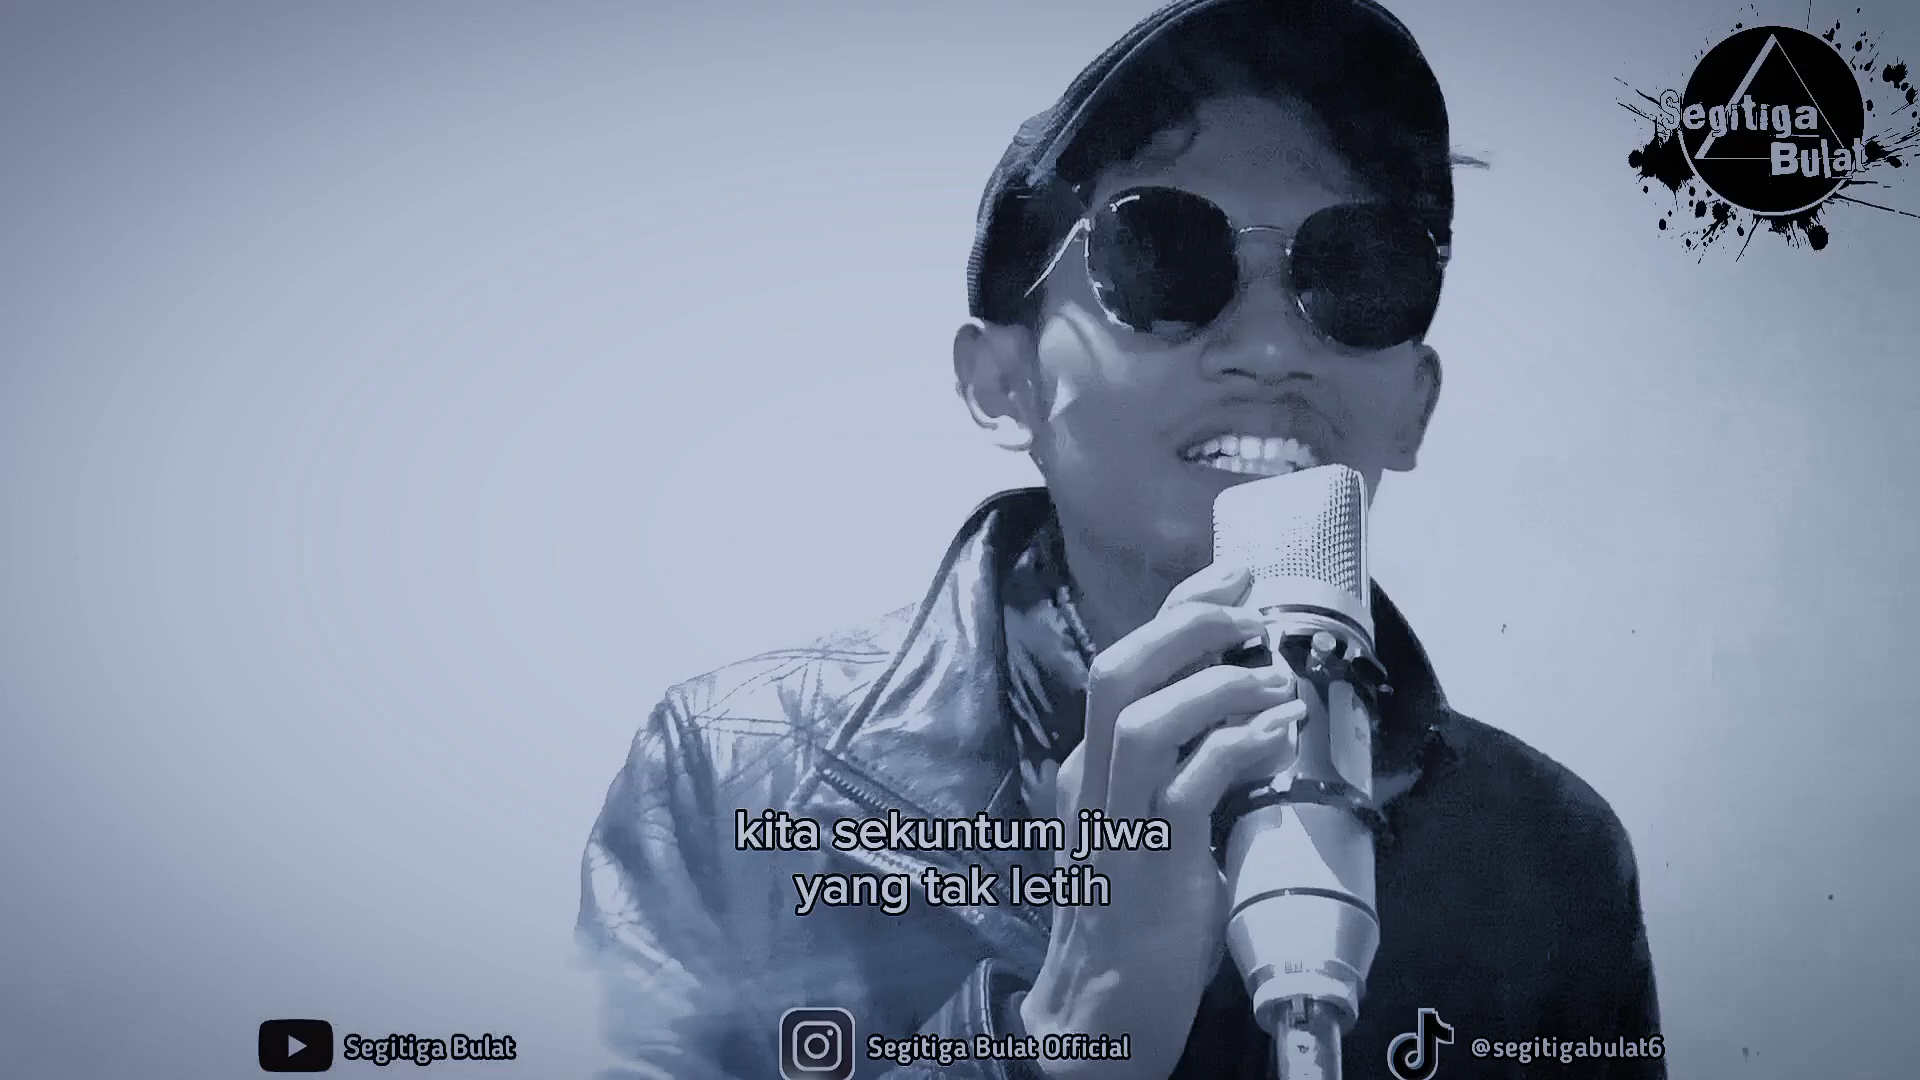 Segitiga
Bulat
kita sekuntum jiwa
yang tak letih
Segitiga Bulat
Segitiga Bulat Official
@segitigabulat6